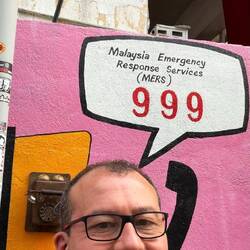 Malaysia Emergency
Response Services
(MERS)
999